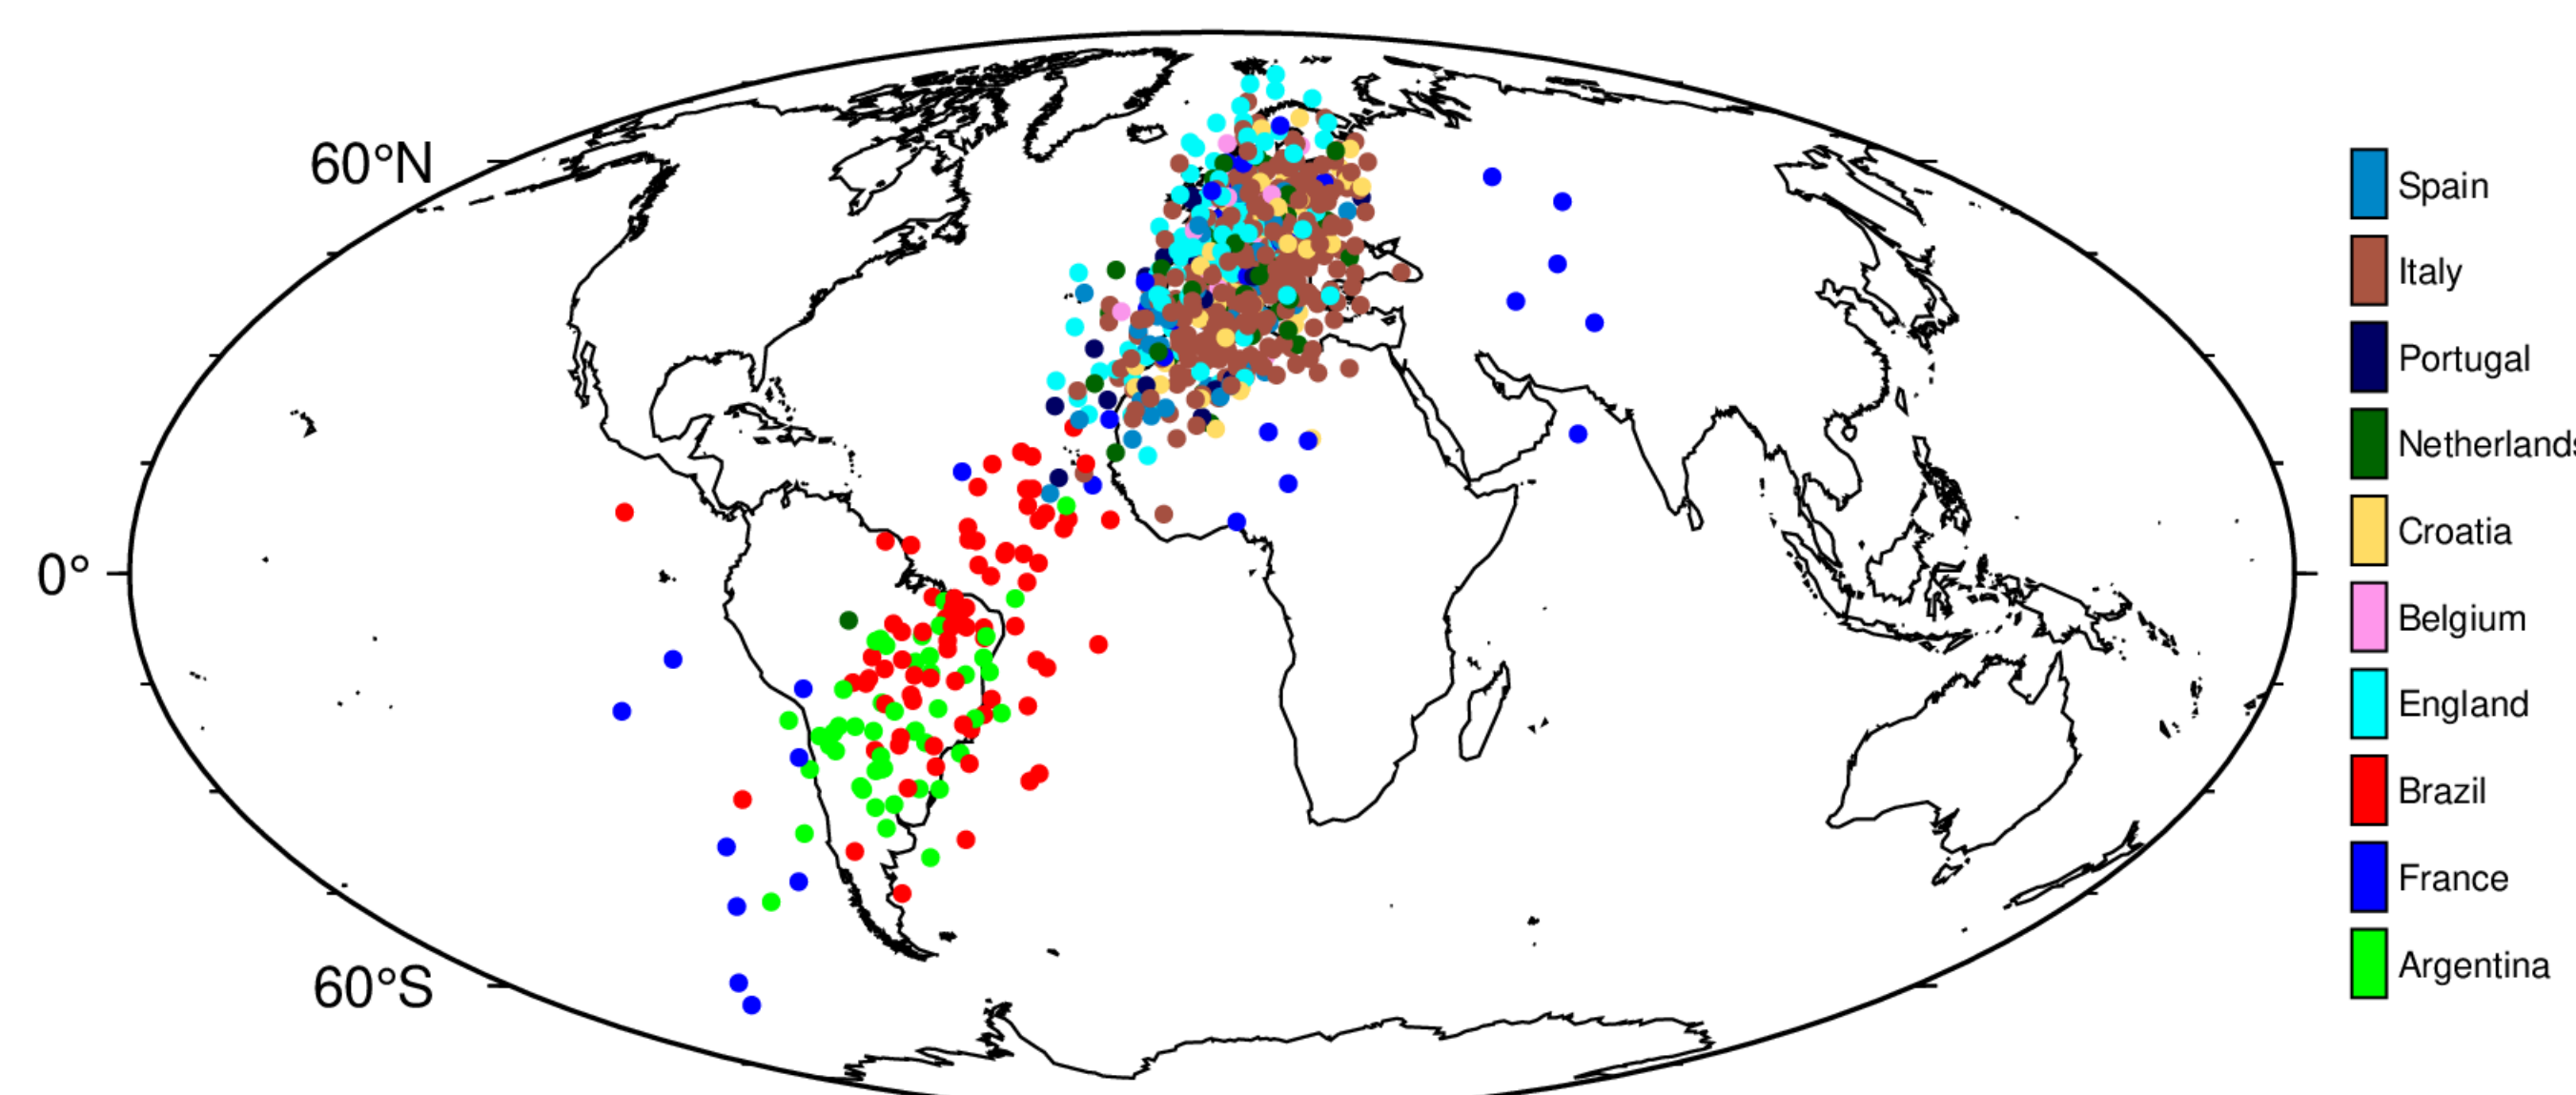 60°N
0°
60°S
Spain
Italy
Portugal
Netherlands
Croatia
Belgium
England
Brazil
France
Argentina